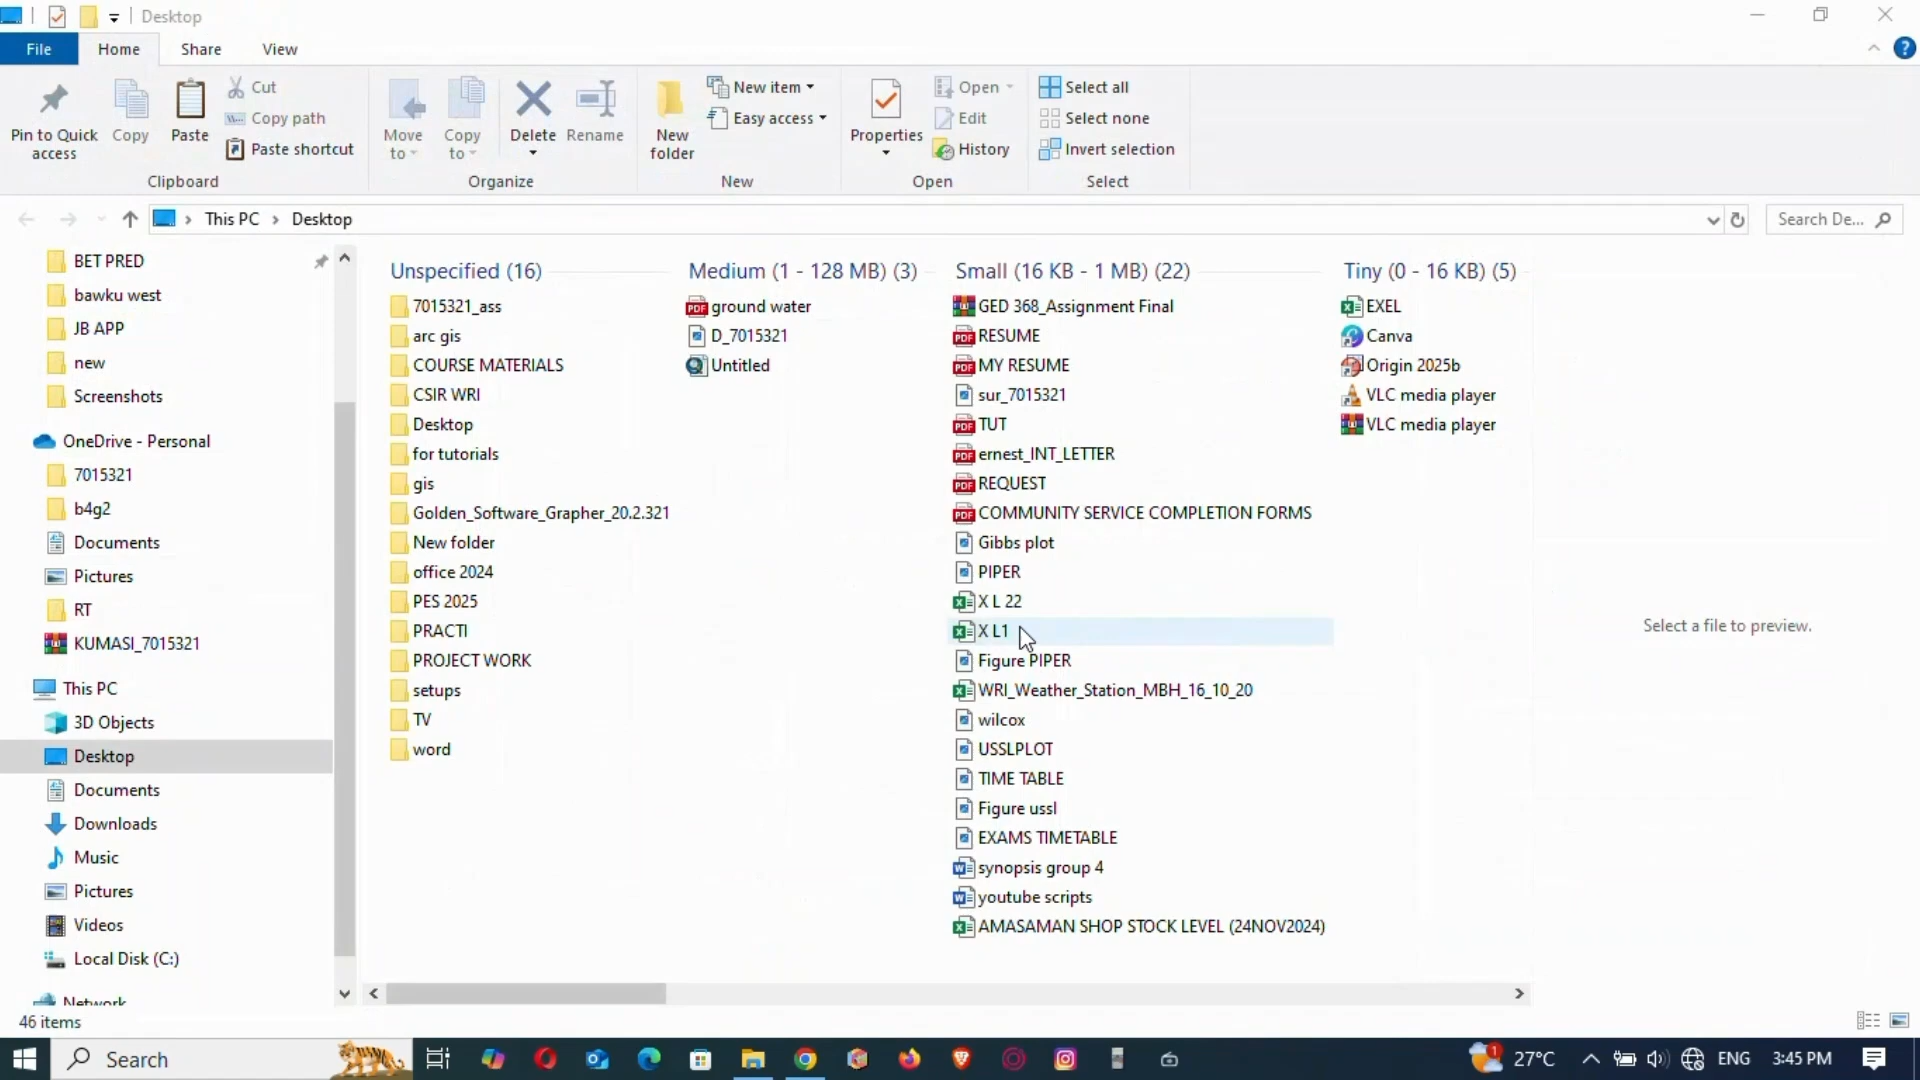 Desktop
File
Home
Share
View
Pin to Quick access
Copy
Paste
Cut
Copy path
Paste shortcut
Clipboard
Move to
Copy to
Delete
Rename
Organize
New folder
New item
Easy access
New
Properties
Open
Edit
History
Open
Select all
Select none
Invert selection
Select
This PC
Desktop
Search De...
BET PRED
bawku west
JB APP
new
Screenshots
OneDrive - Personal
7015321
b4g2
Documents
Pictures
RT
KUMASI_7015321
This PC
3D Objects
Desktop
Documents
Downloads
Music
Pictures
Videos
Local Disk (C:)
Network
Unspecified (16)
7015321_ass
arc gis
COURSE MATERIALS
CSIR WRI
Desktop
for tutorials
gis
Golden_Software_Grapher_20.2.321
New folder
office 2024
PES 2025
PRACTI
PROJECT WORK
setups
TV
word
Medium (1 - 128 MB) (3)
ground water
D_7015321
Untitled
Small (16 KB - 1 MB) (22)
GED 368_Assignment Final
RESUME
MY RESUME
sur_7015321
TUT
ernest_INT_LETTER
REQUEST
COMMUNITY SERVICE COMPLETION FORMS
Gibbs plot
PIPER
X L 22
X L1
Figure PIPER
WRI_Weather_Station_MBH_16_10_20
wilcox
USSLPLOT
TIME TABLE
Figure ussl
EXAMS TIMETABLE
synopsis group 4
youtube scripts
AMASAMAN SHOP STOCK LEVEL (24NOV2024)
Tiny (0 - 16 KB) (5)
EXEL
Canva
Origin 2025b
VLC media player
VLC media player
Select a file to preview.
46 items
Search
1
27°C
ENG
3:45 PM